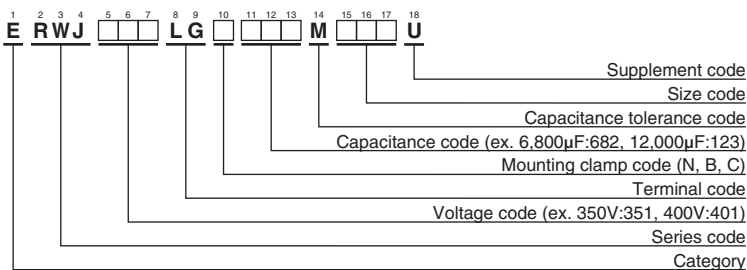 1 2 3 4 5 6 7 8 9 10 11 12 13 14 15 16 17 18
E RWJ □□□ LG □ □□□ M □□□ U
Supplement code
Size code
Capacitance tolerance code
Capacitance code (ex. 6,800µF:682, 12,000µF:123)
Mounting clamp code (N, B, C)
Terminal code
Voltage code (ex. 350V:351, 400V:401)
Series code
Category